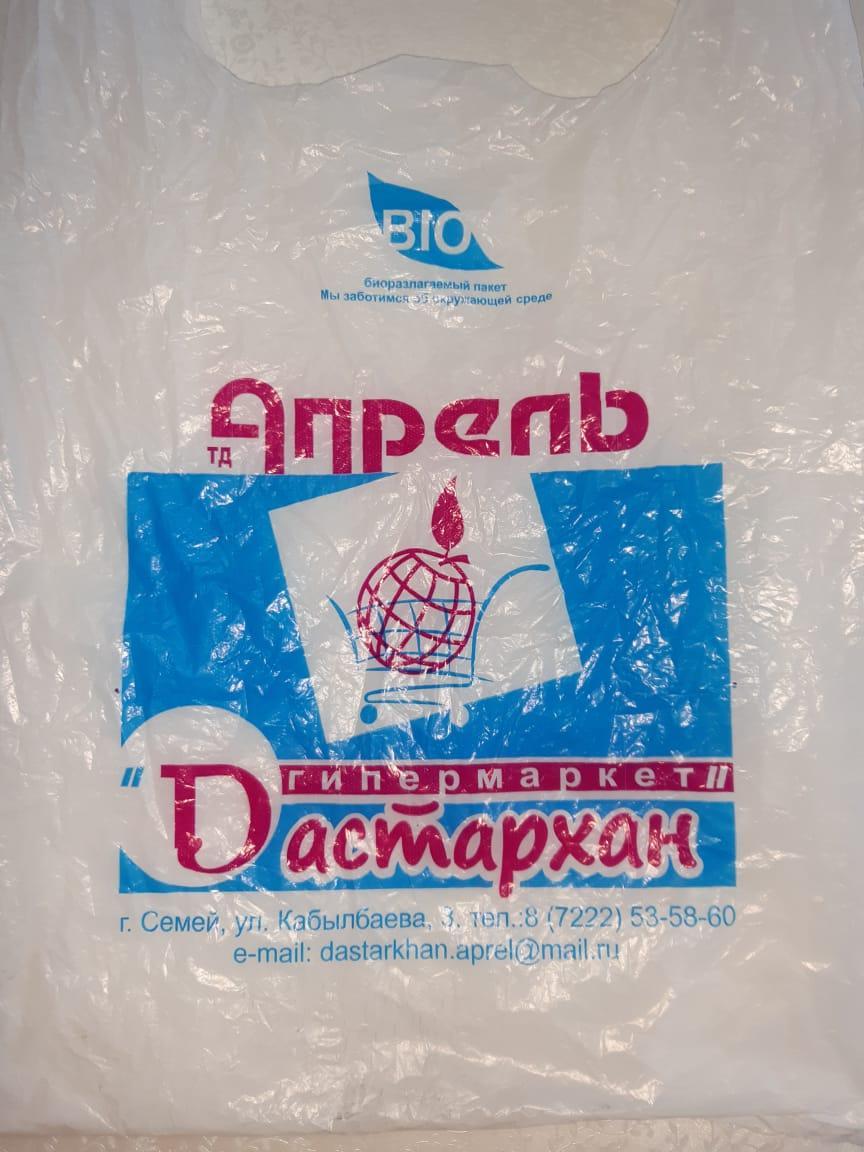 BIO
биоразлагаемый пакет
Мы заботимся об окружающей среде
ТД Апрель
гипермаркет
"Дастархан"
г. Семей, ул. Кабылбаева, 3. тел.:8 (7222) 53-58-60
e-mail: dastarkhan.aprel@mail.ru